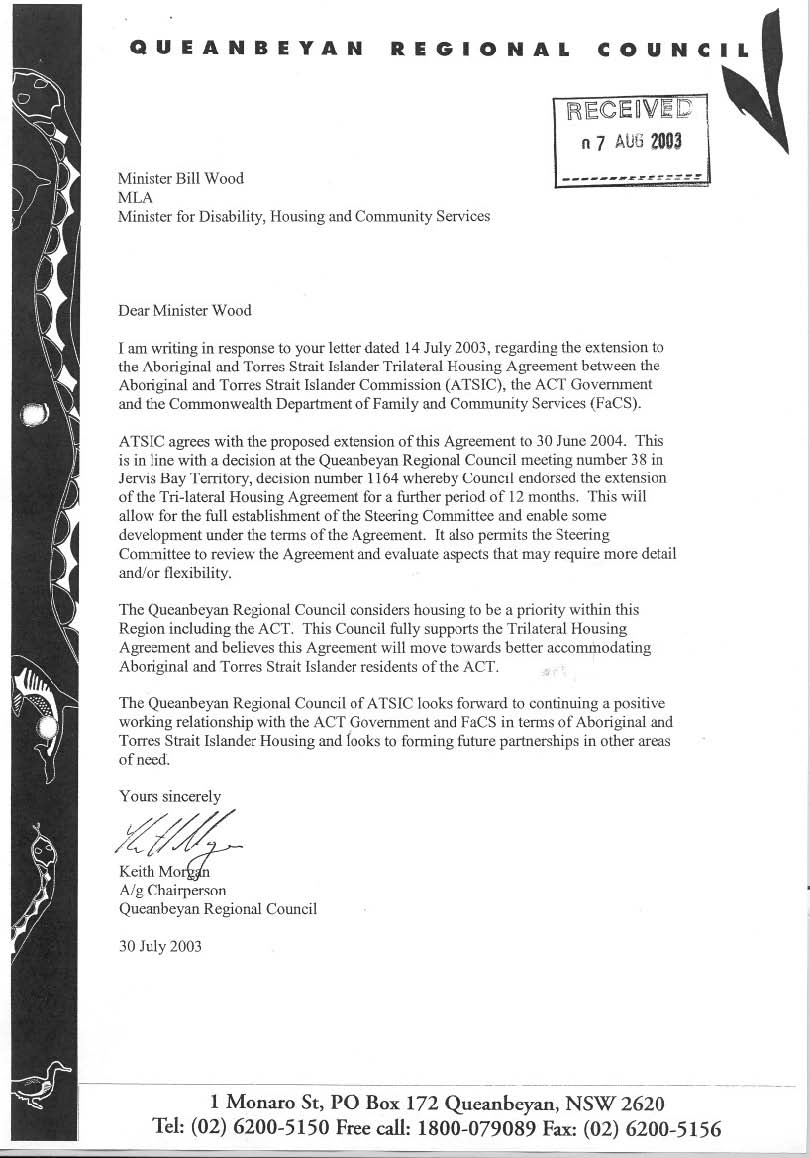 QUEANBEYAN REGIONAL COUNCIL
RECEIVED
07 AUG 2003
Minister Bill Wood
MLA
Minister for Disability, Housing and Community Services
Dear Minister Wood
I am writing in response to your letter dated 14 July 2003, regarding the extension to
the Aboriginal and Torres Strait Islander Trilateral Housing Agreement between the
Aboriginal and Torres Strait Islander Commission (ATSIC), the ACT Government
and the Commonwealth Department of Family and Community Services (FaCS).
ATSIC agrees with the proposed extension of this Agreement to 30 June 2004. This
is in line with a decision at the Queanbeyan Regional Council meeting number 38 in
Jervis Bay Territory, decision number 1164 whereby Council endorsed the extension
of the Tri-lateral Housing Agreement for a further period of 12 months. This will
allow for the full establishment of the Steering Committee and enable some
development under the terms of the Agreement. It also permits the Steering
Committee to review the Agreement and evaluate aspects that may require more detail
and/or flexibility.
The Queanbeyan Regional Council considers housing to be a priority within this
Region including the ACT. This Council fully supports the Trilateral Housing
Agreement and believes this Agreement will move towards better accommodating
Aboriginal and Torres Strait Islander residents of the ACT.
The Queanbeyan Regional Council of ATSIC looks forward to continuing a positive
working relationship with the ACT Government and FaCS in terms of Aboriginal and
Torres Strait Islander Housing and looks to forming future partnerships in other areas
of need.
Yours sincerely
Keith Morgan
A/g Chairperson
Queanbeyan Regional Council
30 July 2003
1 Monaro St, PO Box 172 Queanbeyan, NSW 2620
Tel: (02) 6200-5150 Free call: 1800-079089 Fax: (02) 6200-5156